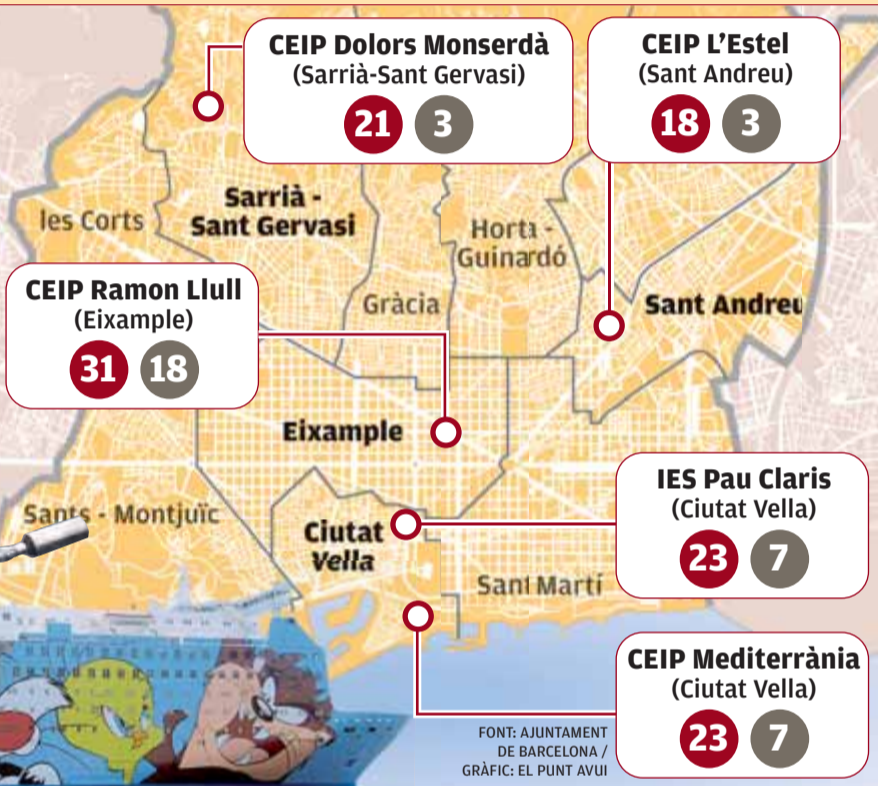 CEIP Dolors Monserdà
(Sarrià-Sant Gervasi)
21 3
CEIP L'Estel
(Sant Andreu)
18 3
les Corts
Sarrià -
Sant Gervasi
Horta -
Guinardó
Gràcia
Sant Andreu
CEIP Ramon Llull
(Eixample)
31 18
Eixample
Sants - Montjuïc
Ciutat
Vella
Sant Martí
IES Pau Claris
(Ciutat Vella)
23 7
CEIP Mediterrània
(Ciutat Vella)
23 7
FONT: AJUNTAMENT
DE BARCELONA /
GRÀFIC: EL PUNT AVUI